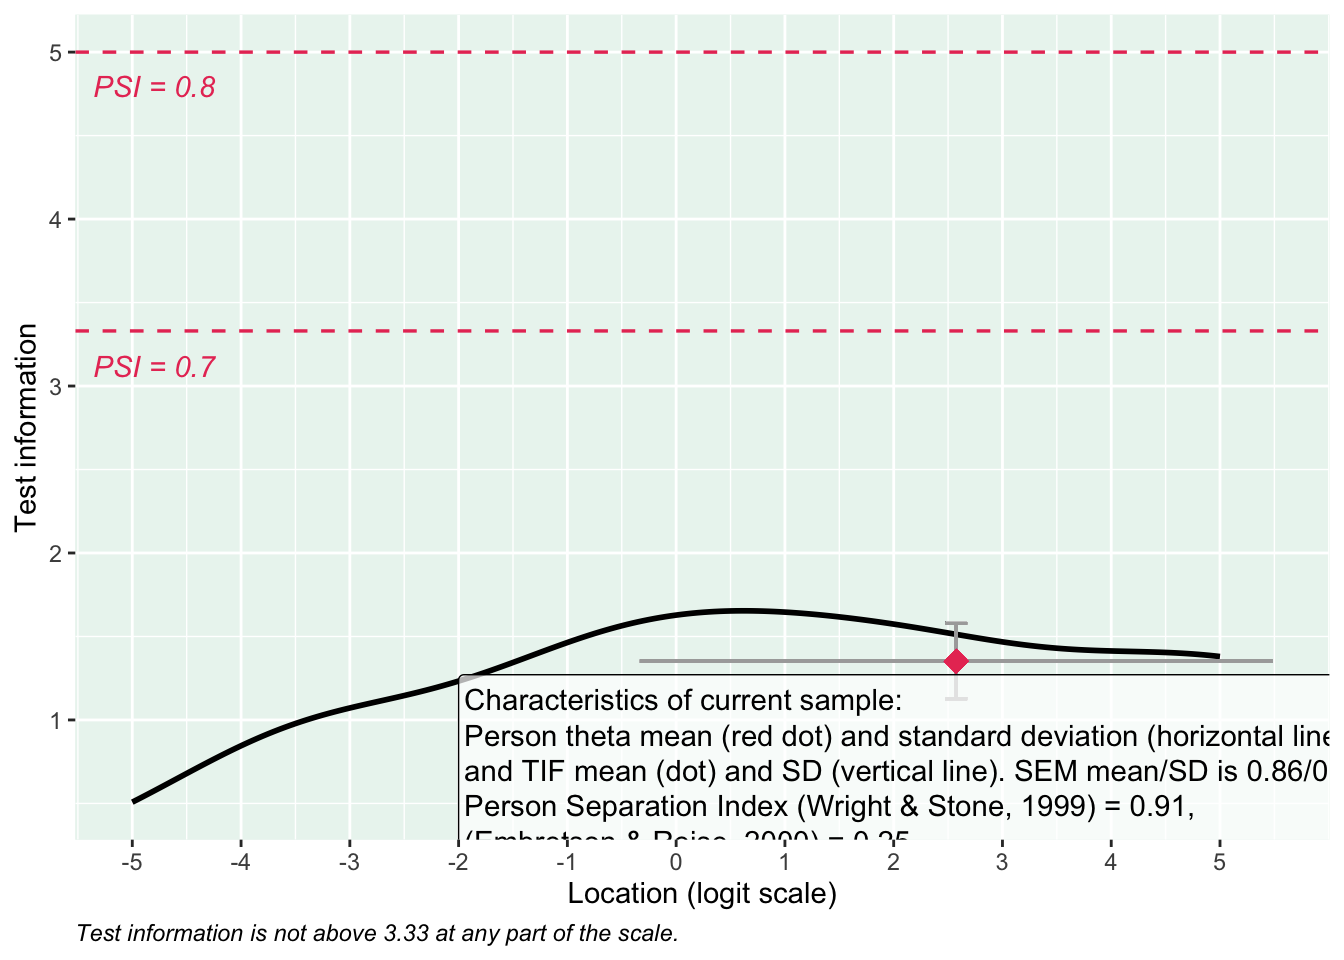 5
PSI = 0.8
4
PSI = 0.7
3
2
1
Test information
Characteristics of current sample:
Person theta mean (red dot) and standard deviation (horizontal line
and TIF mean (dot) and SD (vertical line). SEM mean/SD is 0.86/0
Person Separation Index (Wright & Stone, 1999) = 0.91,
-5 -4 -3 -2 -1 0 1 2 3 4 5
Location (logit scale)
Test information is not above 3.33 at any part of the scale.